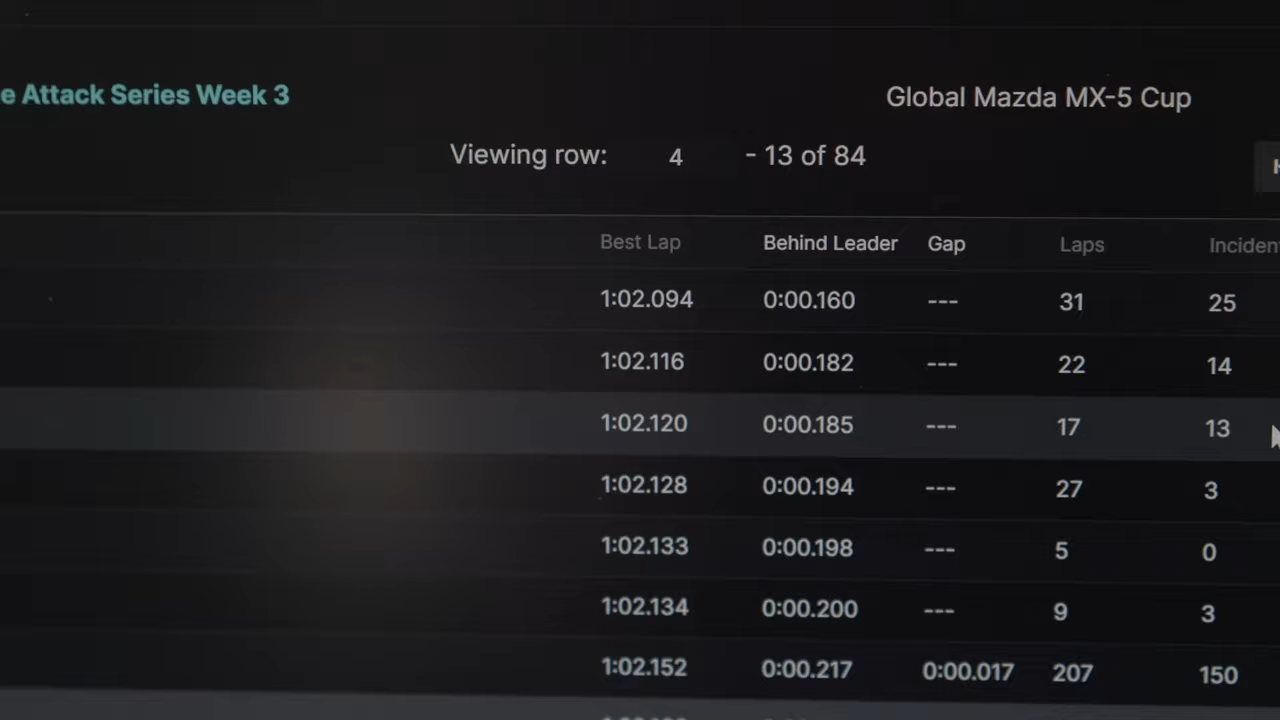 e Attack Series Week 3
Global Mazda MX-5 Cup
Viewing row: 4 - 13 of 84
Best Lap Behind Leader Gap Laps Inciden
1:02.094 0:00.160 --- 31 25
1:02.116 0:00.182 --- 22 14
1:02.120 0:00.185 --- 17 13
1:02.128 0:00.194 --- 27 3
1:02.133 0:00.198 --- 5 0
1:02.134 0:00.200 --- 9 3
1:02.152 0:00.217 0:00.017 207 150